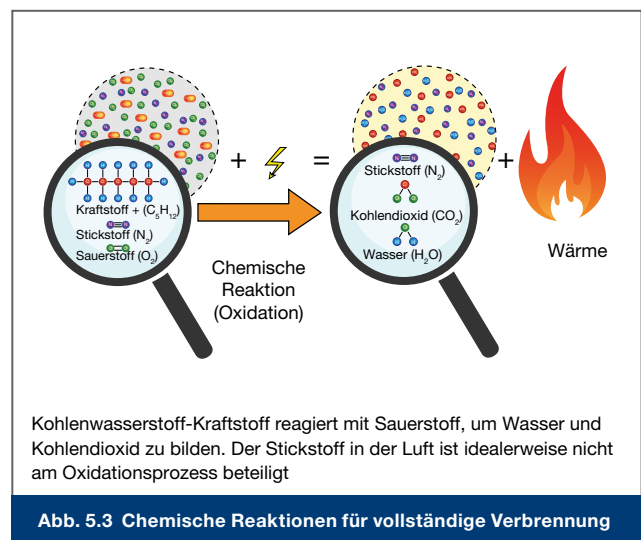 + =
+
Kraftstoff + (C₅H₁₂)
Stickstoff (N₂)
Sauerstoff (O₂)
Chemische
Reaktion
(Oxidation)
Stickstoff (N₂)
Kohlendioxid (CO₂)
Wasser (H₂O)
Wärme
Kohlenwasserstoff-Kraftstoff reagiert mit Sauerstoff, um Wasser und
Kohlendioxid zu bilden. Der Stickstoff in der Luft ist idealerweise nicht
am Oxidationsprozess beteiligt
Abb. 5.3 Chemische Reaktionen für vollständige Verbrennung